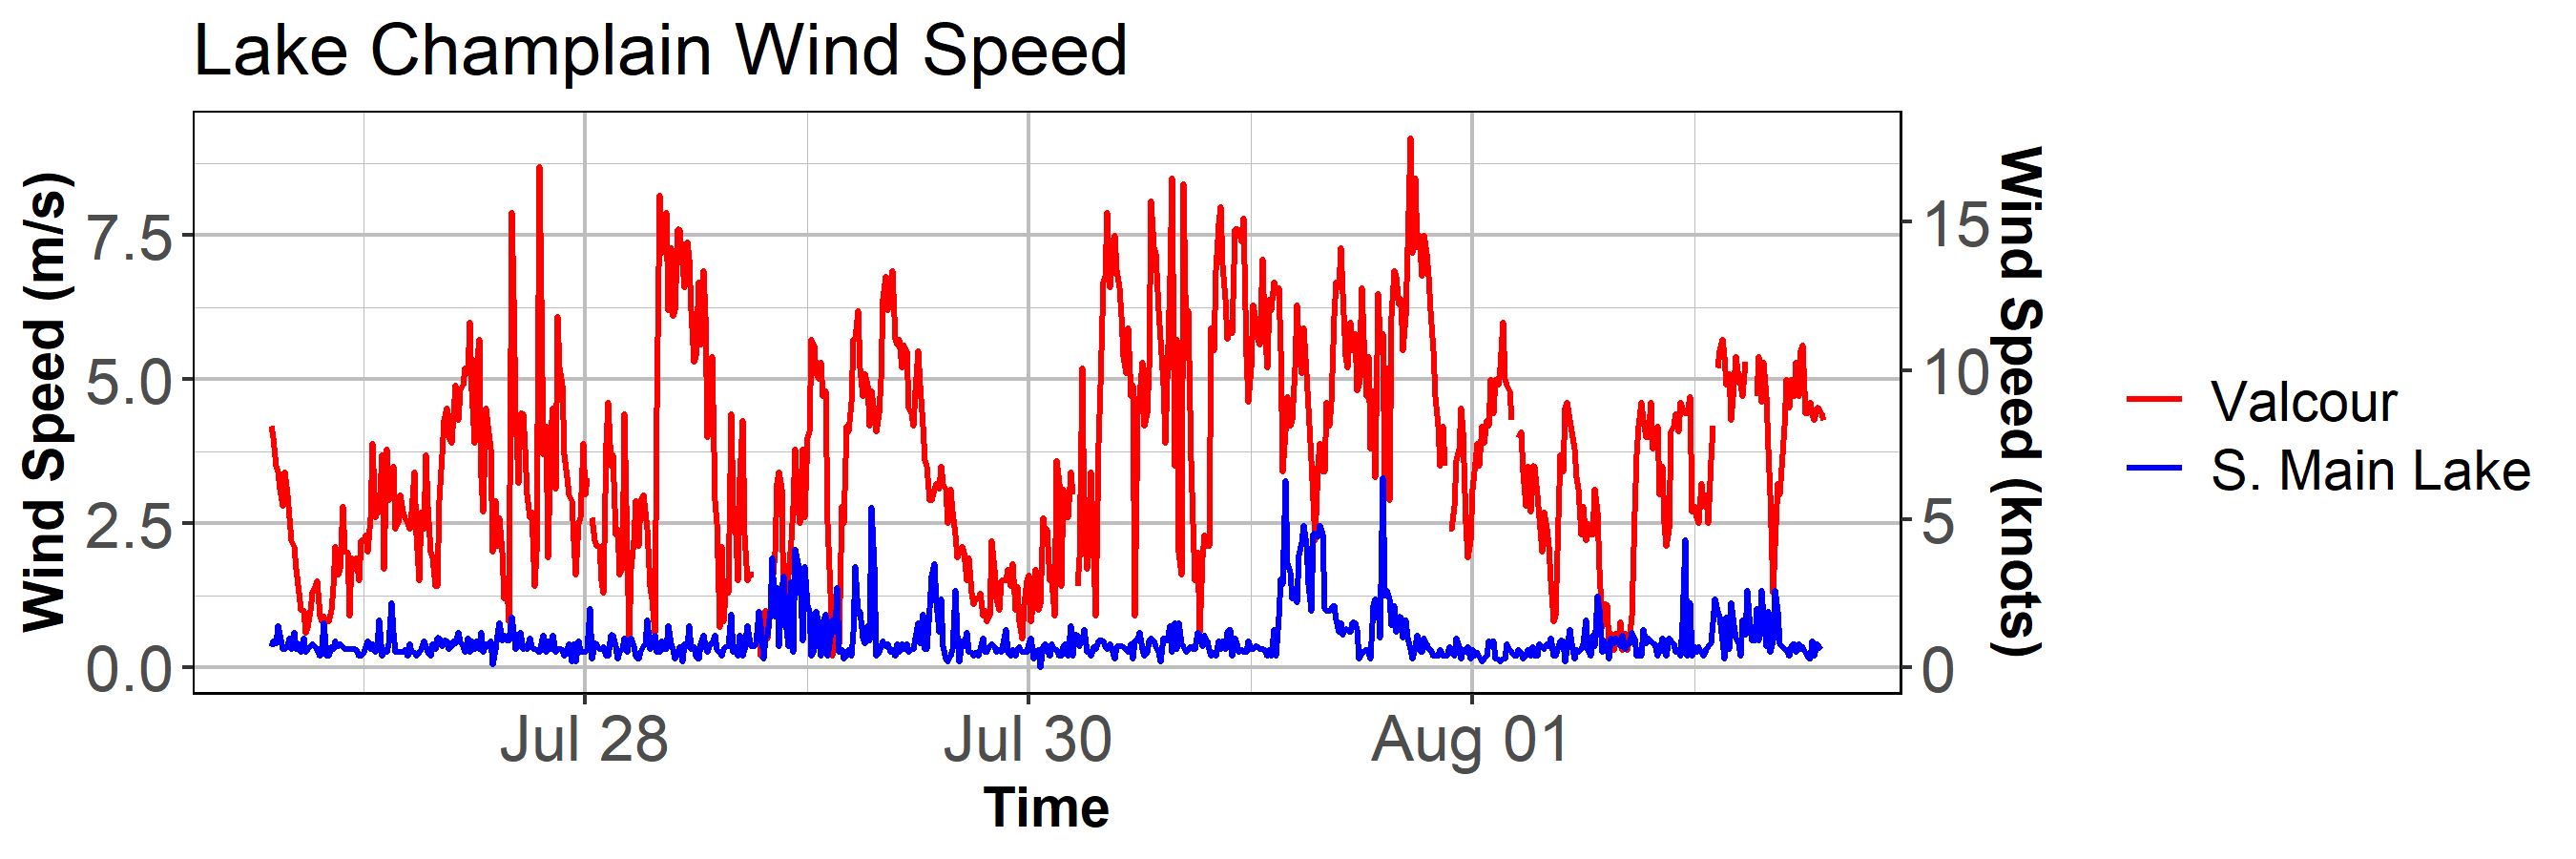 Lake Champlain Wind Speed
Wind Speed (m/s)
7.5
5.0
2.5
0.0
15
10
5
0
Wind Speed (knots)
Jul 28
Jul 30
Aug 01
Time
Valcour
S. Main Lake